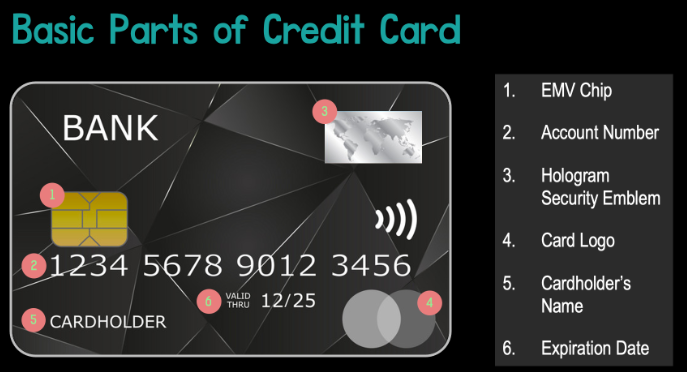 Basic Parts of Credit Card
BANK
3
1
2 1234 5678 9012 3456
6 VALID THRU 12/25
4
5 CARDHOLDER
1. EMV Chip
2. Account Number
3. Hologram
Security Emblem
4. Card Logo
5. Cardholder's
Name
6. Expiration Date